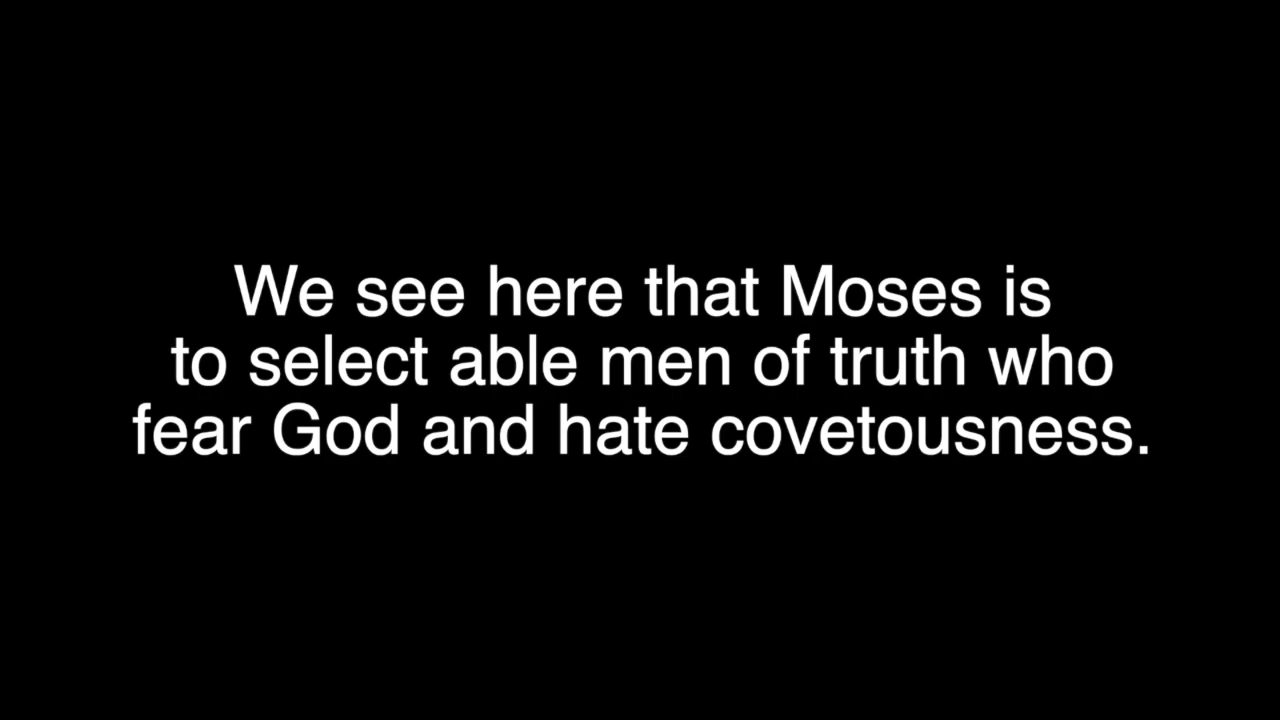 We see here that Moses is
to select able men of truth who
fear God and hate covetousness.